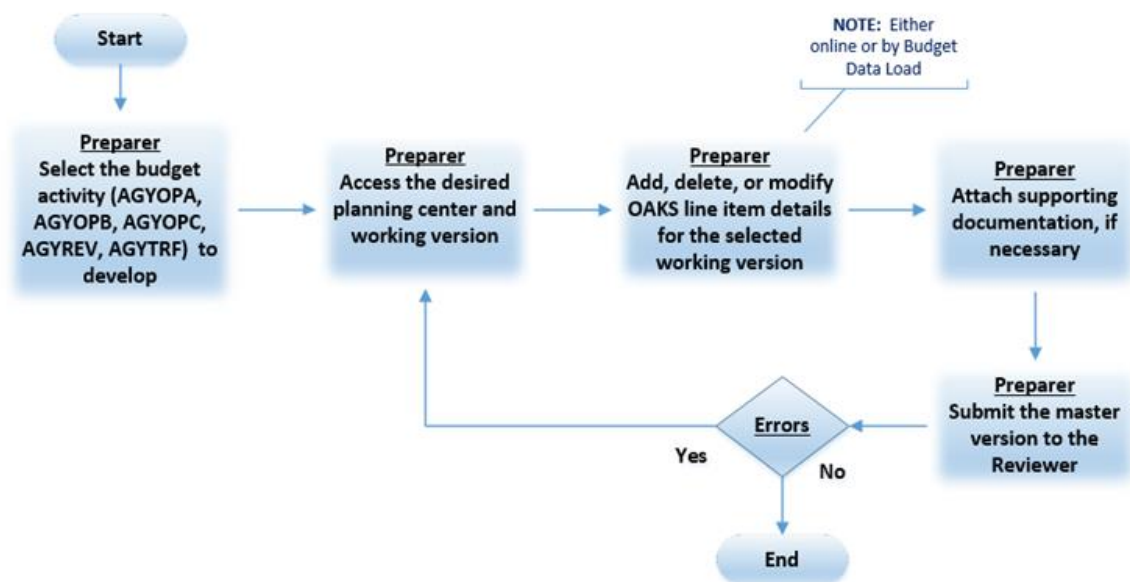 Start
NOTE: Either
online or by Budget
Data Load
Preparer
Select the budget
activity (AGYOPA,
AGYOPB, AGYOPC,
AGYREV, AGYTRF) to
develop
Preparer
Access the desired
planning center and
working version
Preparer
Add, delete, or modify
OAKS line item details
for the selected
working version
Preparer
Attach supporting
documentation, if
necessary
Preparer
Submit the master
version to the
Reviewer
Errors
Yes
No
End